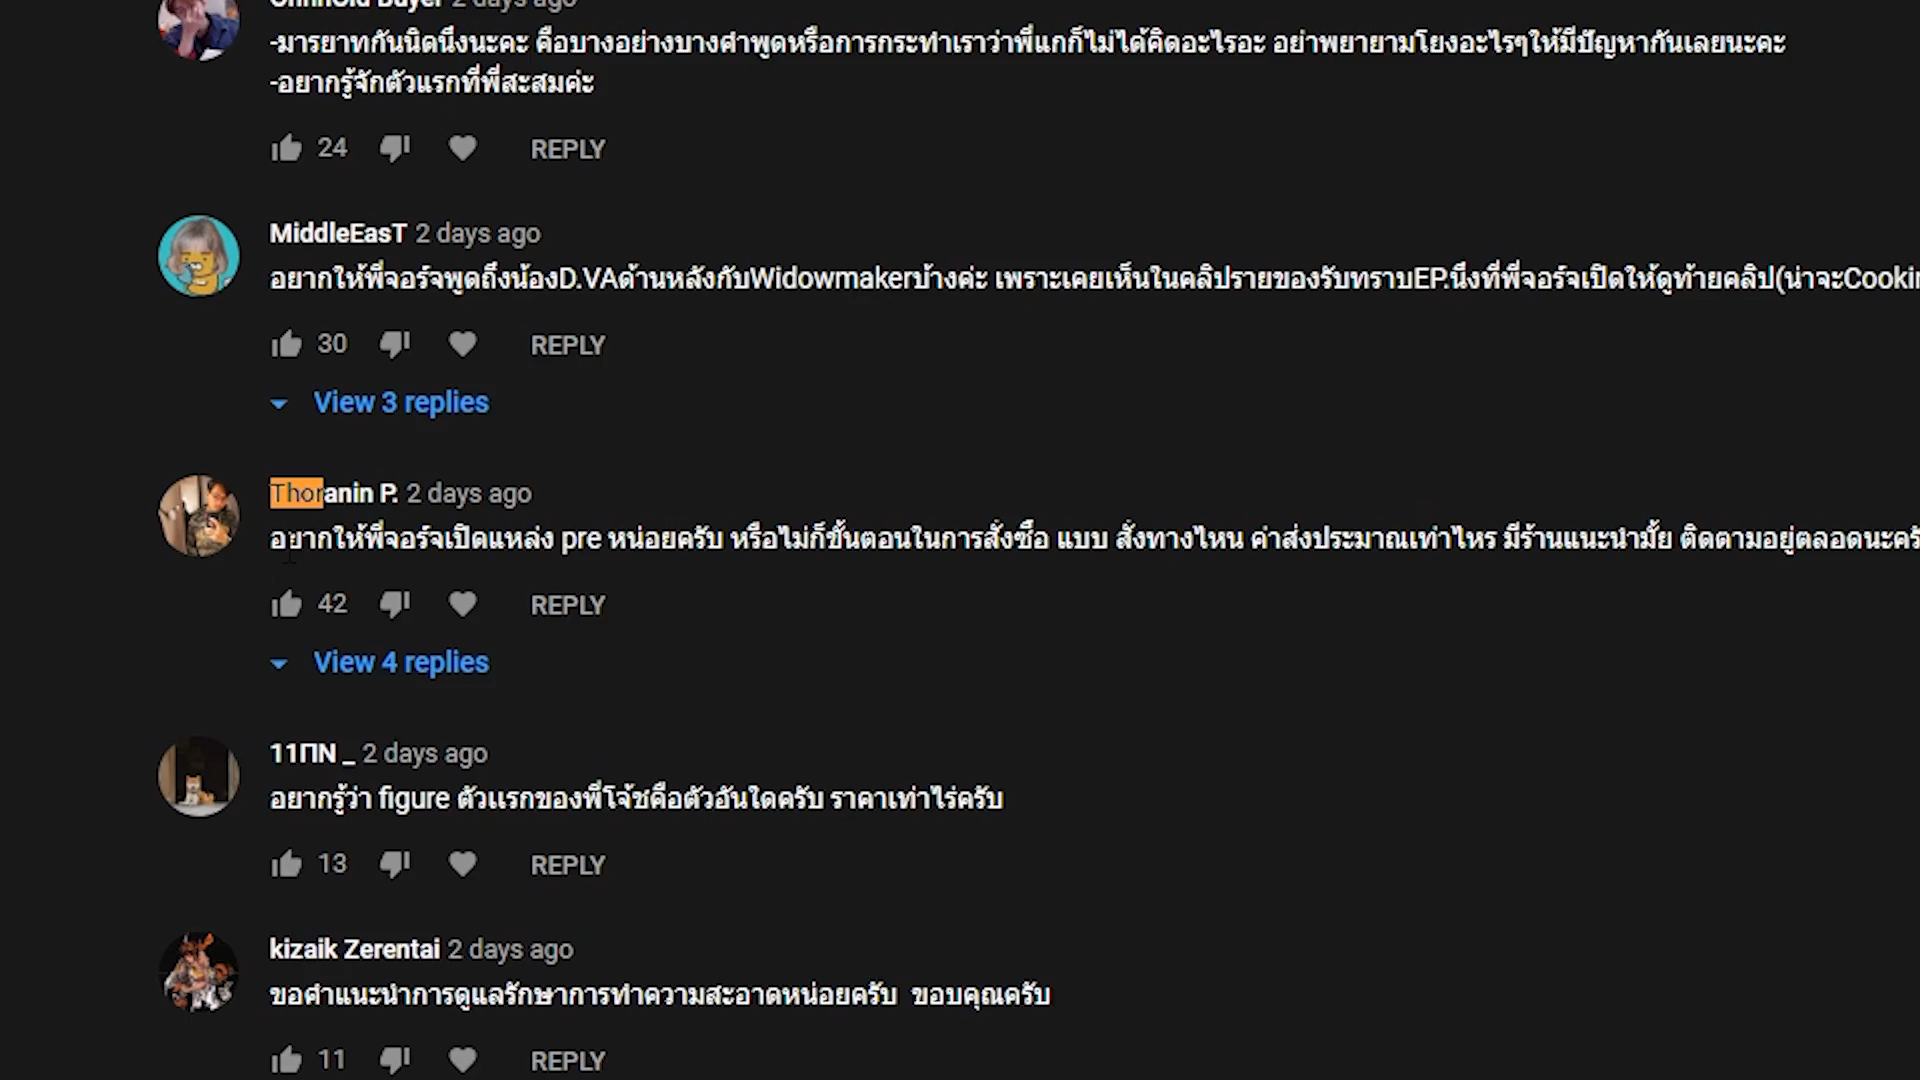 2 days ago
-มารยาทกันนิดนึงนะคะ คือบางอย่างบางคำพูดหรือการกระทำเราว่าพี่แกก็ไม่ได้คิดอะไรอะ อย่าพยายามโยงอะไรๆให้มีปัญหากันเลยนะคะ
-อยากรู้จักตัวแรกที่พี่สะสมค่ะ
24 REPLY
MiddleEasT 2 days ago
อยากให้พี่จอร์จพูดถึงน้องD.VAด้านหลังกับWidowmakerบ้างค่ะ เพราะเคยเห็นในคลิปรายของรับทราบEP.นึงที่พี่จอร์จเปิดให้ดูท้ายคลิป(น่าจะCookin
30 REPLY
View 3 replies
Thoranin P. 2 days ago
อยากให้พี่จอร์จเปิดแหล่ง pre หน่อยครับ หรือไม่ก็ขั้นตอนในการสั่งซื้อ แบบ สั่งทางไหน ค่าส่งประมาณเท่าไหร มีร้านแนะนำมั้ย ติดตามอยู่ตลอดนะครั
42 REPLY
View 4 replies
11ΠN _ 2 days ago
อยากรู้ว่า figure ตัวแรกของพี่โจ้ชคือตัวอันใดครับ ราคาเท่าไร่ครับ
13 REPLY
kizaik Zerentai 2 days ago
ขอคำแนะนำการดูแลรักษาการทำความสะอาดหน่อยครับ ขอบคุณครับ
11 REPLY